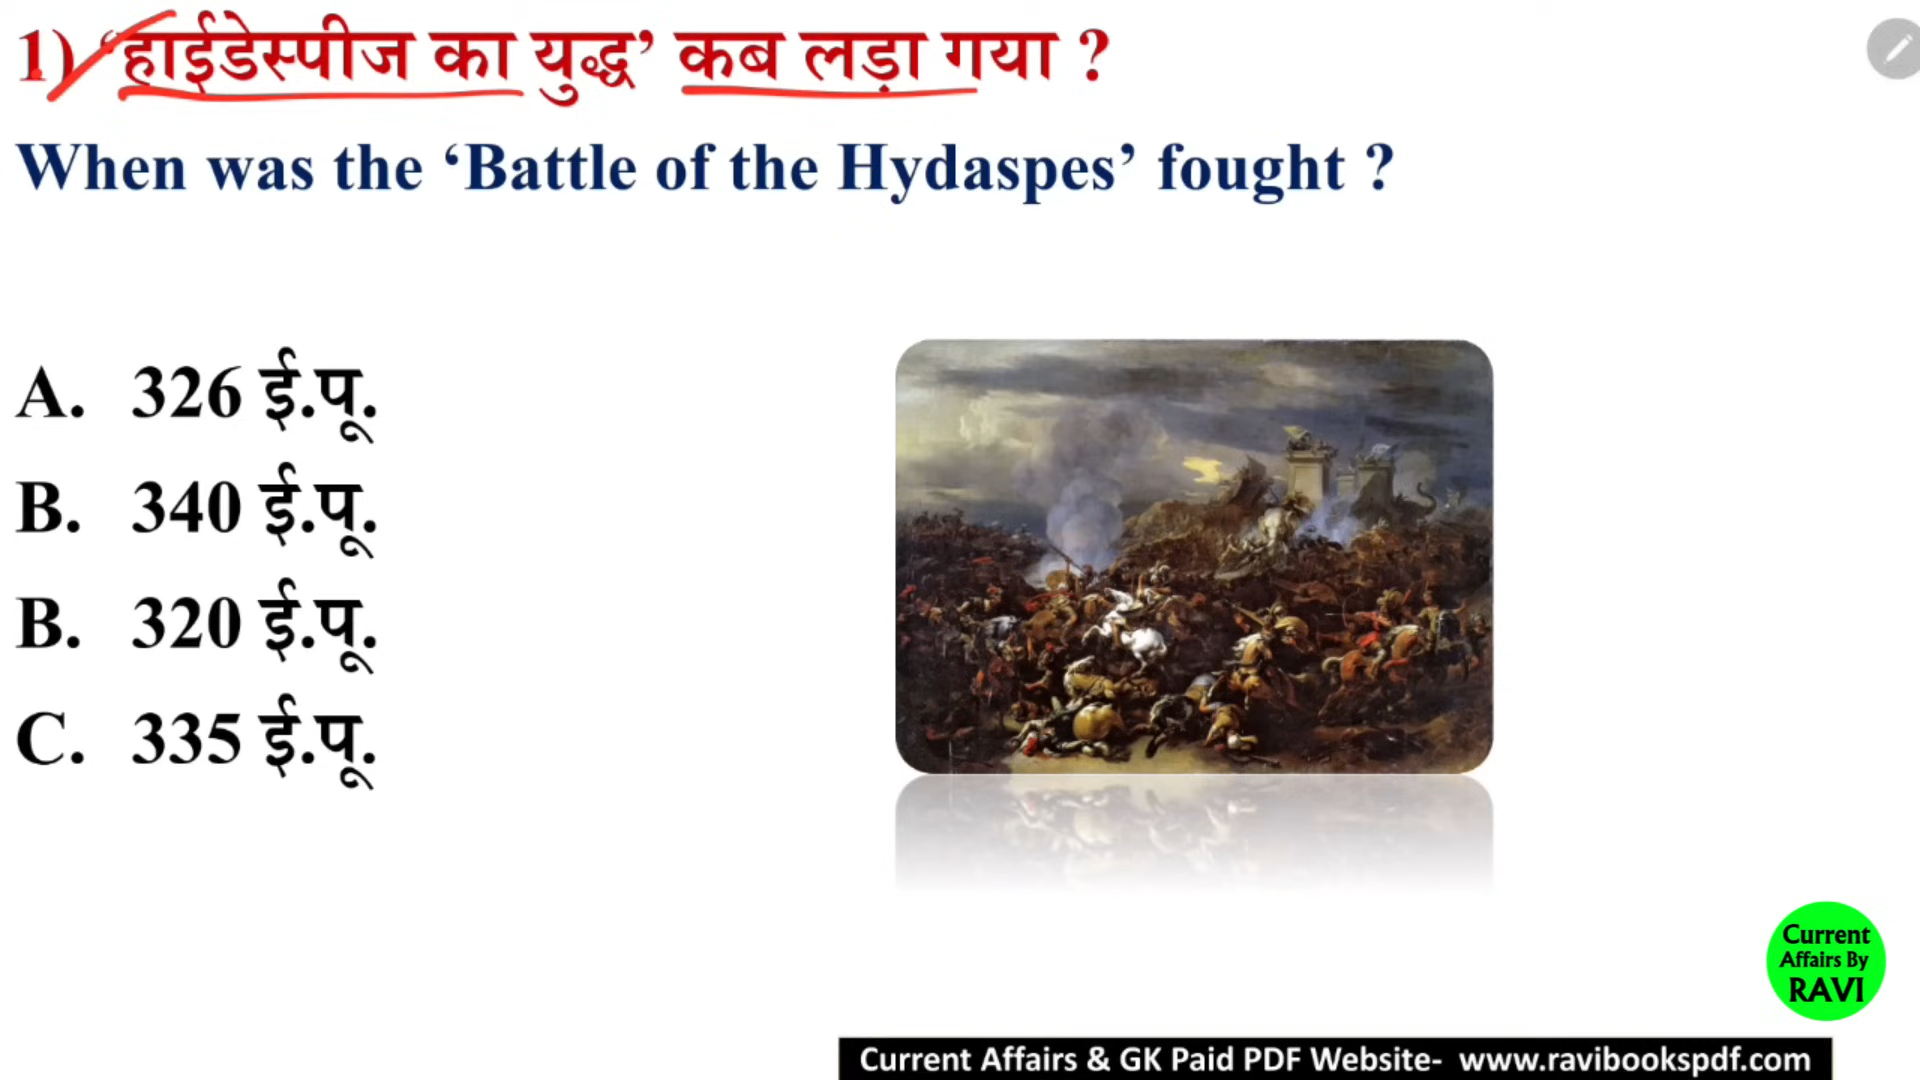 1) ‘हाईडेस्पीज का युद्ध’ कब लड़ा गया ?
When was the ‘Battle of the Hydaspes’ fought ?
A. 326 ई.पू.
B. 340 ई.पू.
B. 320 ई.पू.
C. 335 ई.पू.
Current
Affairs By
RAVI
Current Affairs & GK Paid PDF Website- www.ravibookspdf.com